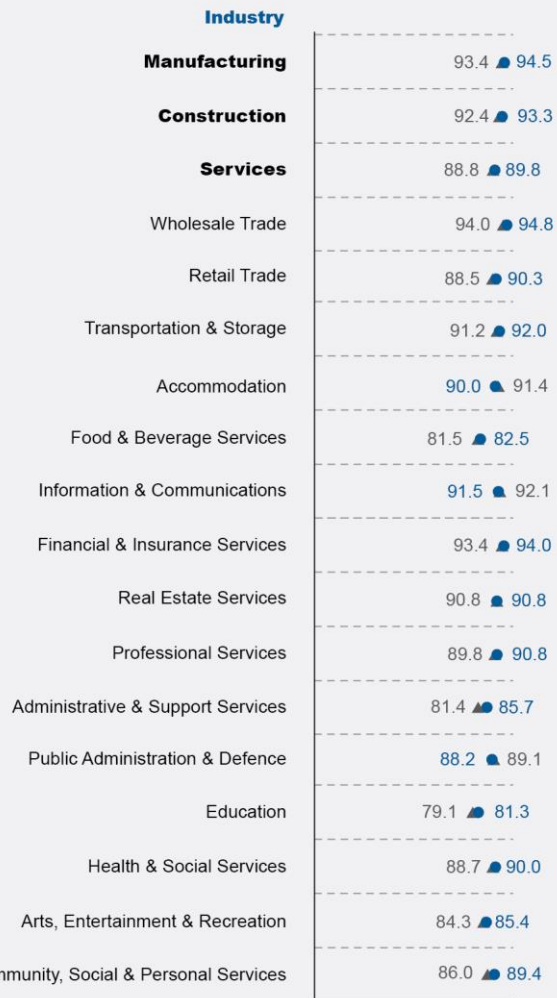 Industry
Manufacturing 93.4 94.5
Construction 92.4 93.3
Services 88.8 89.8
Wholesale Trade 94.0 94.8
Retail Trade 88.5 90.3
Transportation & Storage 91.2 92.0
Accommodation 90.0 91.4
Food & Beverage Services 81.5 82.5
Information & Communications 91.5 92.1
Financial & Insurance Services 93.4 94.0
Real Estate Services 90.8 90.8
Professional Services 89.8 90.8
Administrative & Support Services 81.4 85.7
Public Administration & Defence 88.2 89.1
Education 79.1 81.3
Health & Social Services 88.7 90.0
Arts, Entertainment & Recreation 84.3 85.4
mmunity, Social & Personal Services 86.0 89.4